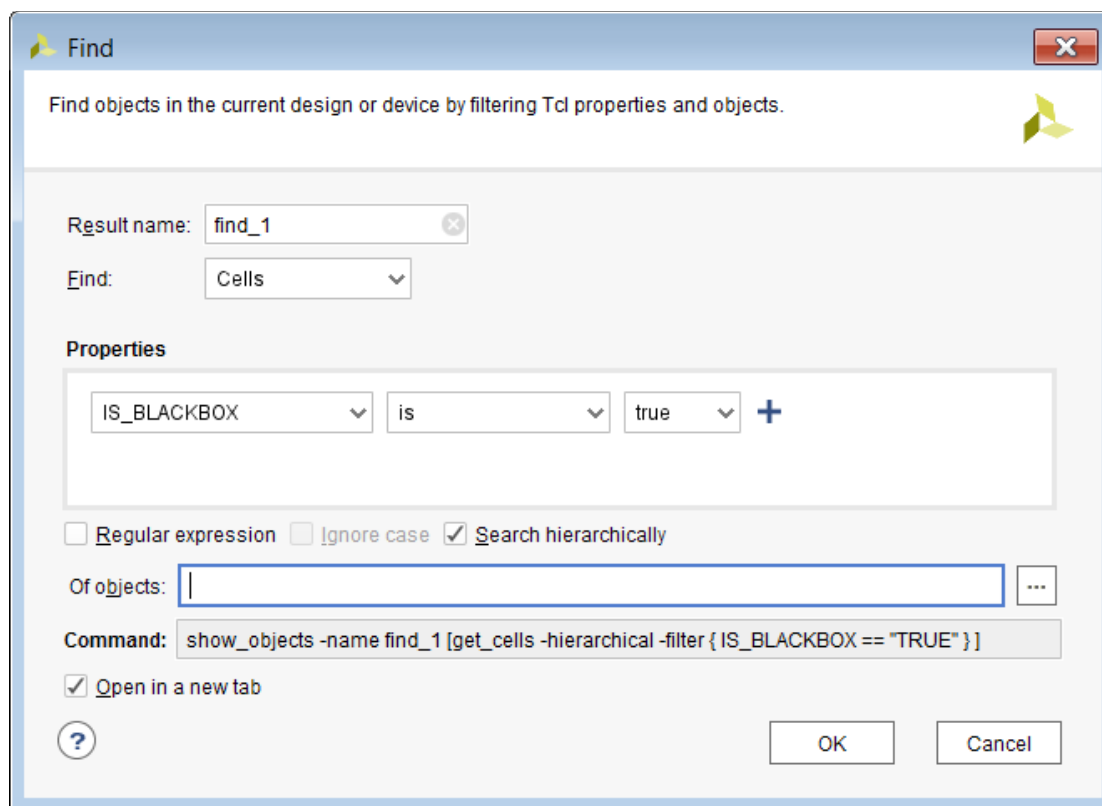 Find
Find objects in the current design or device by filtering Tcl properties and objects.
Result name: find_1
Find: Cells
Properties
IS_BLACKBOX is true
Regular expression Ignore case Search hierarchically
Of objects: ...
Command: show_objects -name find_1 [get_cells -hierarchical -filter { IS_BLACKBOX == "TRUE" } ]
Open in a new tab
? OK Cancel